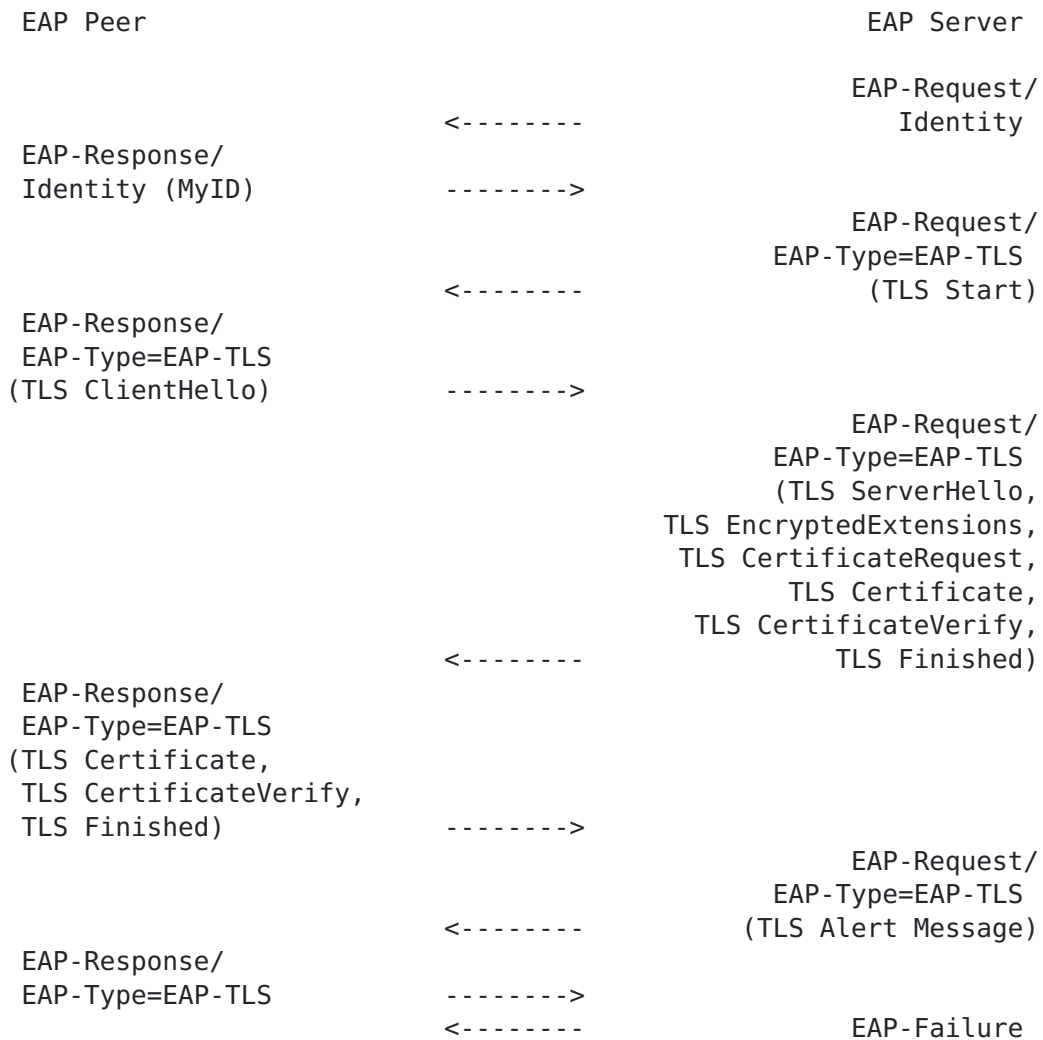 EAP Peer                                              EAP Server

                                                     EAP-Request/
                            <--------                    Identity
 EAP-Response/
 Identity (MyID)            -------->
                                                     EAP-Request/
                                                EAP-Type=EAP-TLS
                            <--------                  (TLS Start)
 EAP-Response/
 EAP-Type=EAP-TLS
(TLS ClientHello)           -------->
                                                     EAP-Request/
                                                EAP-Type=EAP-TLS
                                                (TLS ServerHello,
                                         TLS EncryptedExtensions,
                                          TLS CertificateRequest,
                                                 TLS Certificate,
                                           TLS CertificateVerify,
                            <--------                TLS Finished)
 EAP-Response/
 EAP-Type=EAP-TLS
(TLS Certificate,
 TLS CertificateVerify,
 TLS Finished)              -------->
                                                     EAP-Request/
                                                EAP-Type=EAP-TLS
                            <--------          (TLS Alert Message)
 EAP-Response/
 EAP-Type=EAP-TLS           -------->
                            <--------                 EAP-Failure